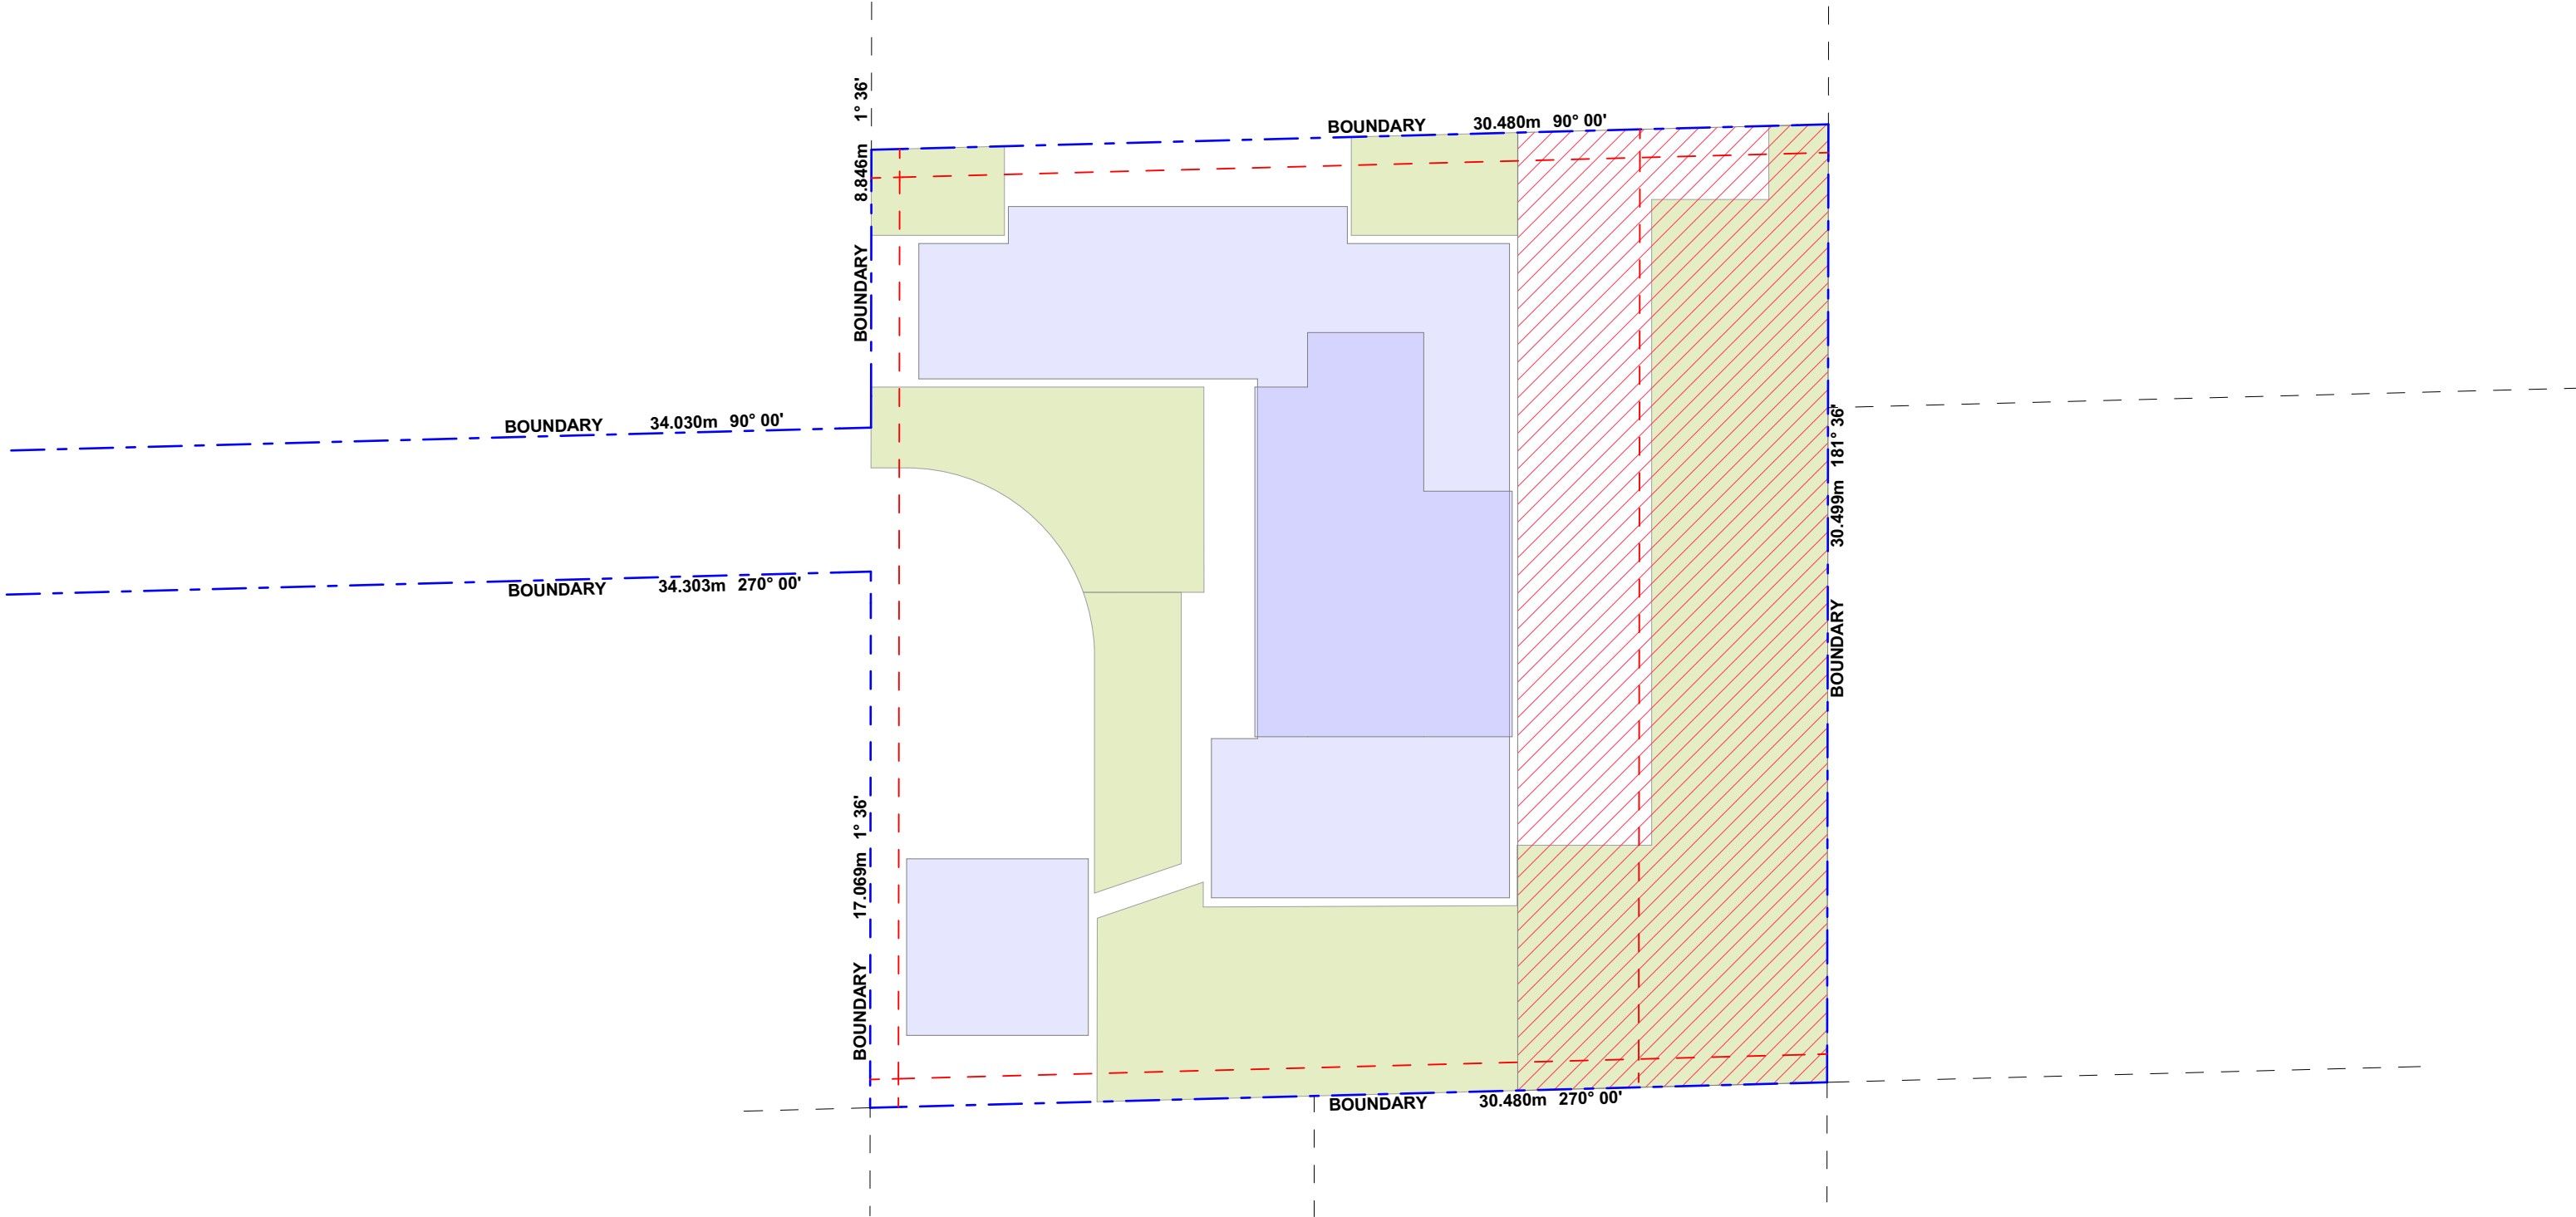 BOUNDARY 30.480m 90° 00'
8.846m 1° 36'
BOUNDARY
BOUNDARY 34.030m 90° 00'
30.499m 181° 36'
BOUNDARY
BOUNDARY 34.303m 270° 00'
17.069m 1° 36'
BOUNDARY
BOUNDARY 30.480m 270° 00'